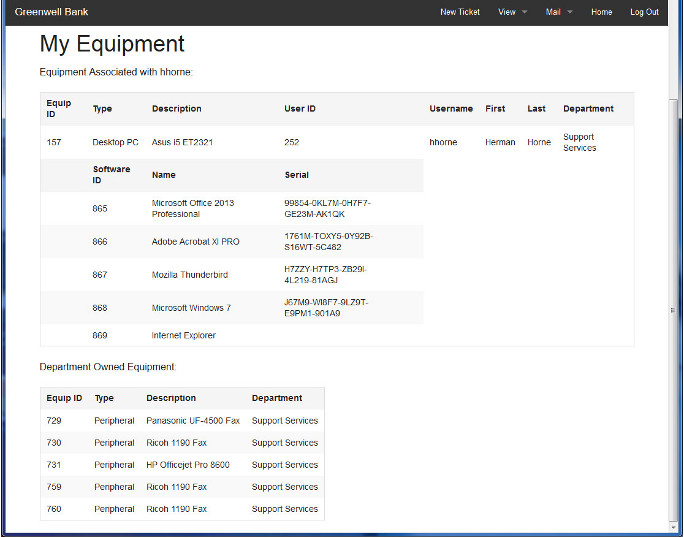 Greenwell Bank New Ticket View Mail Home Log Out
My Equipment
Equipment Associated with hhorne:
Equip ID Type Description User ID Username First Last Department
157 Desktop PC Asus i5 ET2321 252 hhorne Herman Horne Support Services
Software ID Name Serial
865 Microsoft Office 2013 Professional 99854-0KL7M-0H7F7-GE23M-AK1QK
866 Adobe Acrobat XI PRO 1761M-TOXY5-0Y92B-S16WT-5C482
867 Mozilla Thunderbird H7ZZY-H7TP3-ZB29I-4L219-81AGJ
868 Microsoft Windows 7 J67M9-WI8F7-9LZ9T-E9PM1-901A9
869 Internet Explorer
Department Owned Equipment:
Equip ID Type Description Department
729 Peripheral Panasonic UF-4500 Fax Support Services
730 Peripheral Ricoh 1190 Fax Support Services
731 Peripheral HP Officejet Pro 8600 Support Services
759 Peripheral Ricoh 1190 Fax Support Services
760 Peripheral Ricoh 1190 Fax Support Services